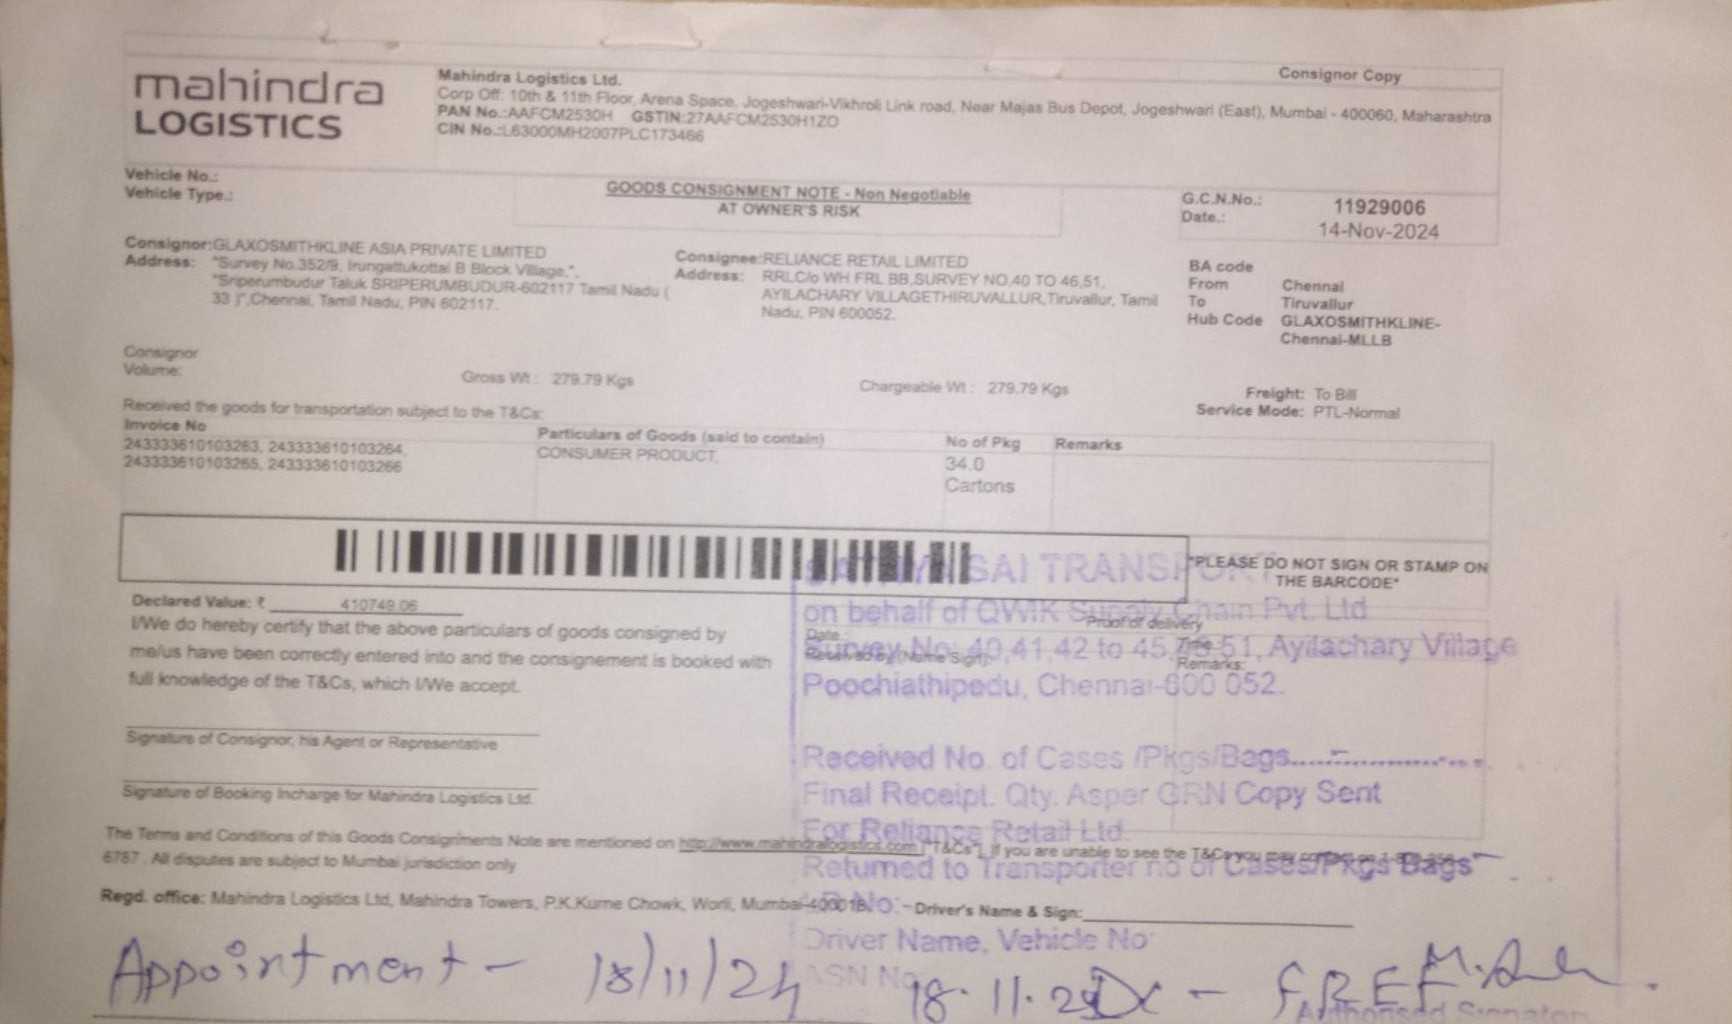 mahindra
LOGISTICS
Mahindra Logistics Ltd.
Corp Off: 10th & 11th Floor, Arena Space, Jogeshwari-Vikhroli Link road, Near Majas Bus Depot, Jogeshwari (East), Mumbai - 400060, Maharashtra
PAN No.:AAFCM2530H GSTIN:27AAFCM2530H1ZO
CIN No.:L63000MH2007PLC173466
Consignor Copy
Vehicle No.:
Vehicle Type.:
GOODS CONSIGNMENT NOTE - Non Negotiable
AT OWNER'S RISK
G.C.N.No.: 11929006
Date.: 14-Nov-2024
Consignor:GLAXOSMITHKLINE ASIA PRIVATE LIMITED
Address: "Survey No.352/9, Irungattukottai B Block Village,",
"Sriperumbudur Taluk SRIPERUMBUDUR-602117 Tamil Nadu (
33 )",Chennai, Tamil Nadu, PIN 602117.
Consignee:RELIANCE RETAIL LIMITED
Address: RRLC/o WH FRL BB,SURVEY NO,40 TO 46,51,
AYILACHARY VILLAGETHIRUVALLUR,Tiruvallur, Tamil
Nadu, PIN 600052.
BA code
From Chennai
To Tiruvallur
Hub Code GLAXOSMITHKLINE-
Chennai-MLLB
Consignor
Volume:
Gross Wt : 279.79 Kgs
Chargeable Wt : 279.79 Kgs
Freight: To Bill
Service Mode: PTL-Normal
Received the goods for transportation subject to the T&Cs:
Invoice No
243333610103263, 243333610103264,
243333610103265, 243333610103266
Particulars of Goods (said to contain)
CONSUMER PRODUCT,
No of Pkg
34.0
Cartons
Remarks
*PLEASE DO NOT SIGN OR STAMP ON
THE BARCODE*
Declared Value: ₹ 410749.06
I/We do hereby certify that the above particulars of goods consigned by
me/us have been correctly entered into and the consignement is booked with
full knowledge of the T&Cs, which I/We accept.
Proof of delivery
Date.:
Time:
Received by (Name Sign):
Remarks:
SAI TRANSPORT
on behalf of QWIK Supply Chain Pvt. Ltd
Survey No: 40,41,42 to 45, 51, Ayilachary Village
Poochiathipedu, Chennai-600 052.
Received No. of Cases /Pkgs/Bags
Final Receipt. Qty. Asper GRN Copy Sent
For Reliance Retail Ltd.
Returned to Transporter no of Cases/Pkgs Bags
Driver Name, Vehicle No
ASN No
Authorised Signatory
Signature of Consignor, his Agent or Representative
Signature of Booking Incharge for Mahindra Logistics Ltd.
The Terms and Conditions of this Goods Consignments Note are mentioned on http://www.mahindralogistics.com ("T&Cs"). If you are unable to see the T&Cs you may contact on
6787 . All disputes are subject to Mumbai jurisdiction only
Regd. office: Mahindra Logistics Ltd, Mahindra Towers, P.K.Kurne Chowk, Worli, Mumbai-400018
Driver's Name & Sign:
Appointment - 18/11/24
18.11.24